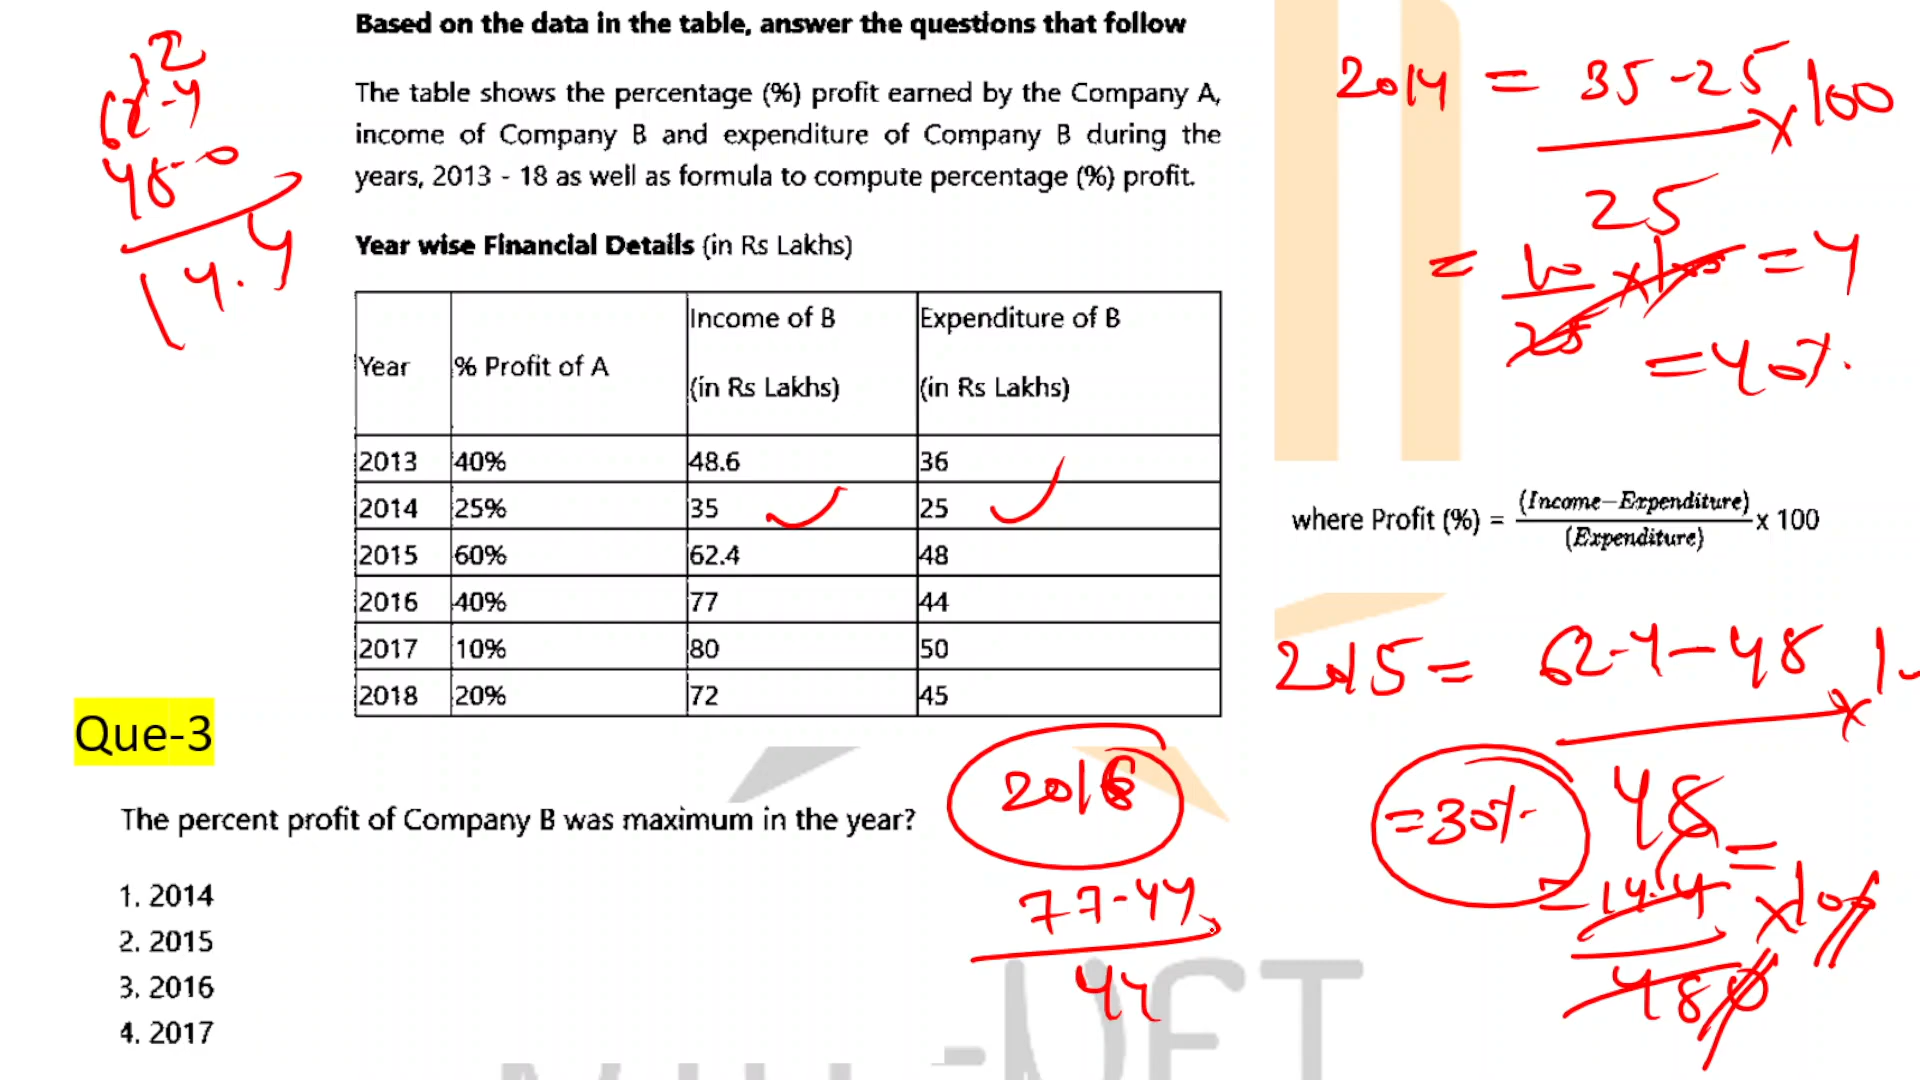 Based on the data in the table, answer the questions that follow
The table shows the percentage (%) profit earned by the Company A,
income of Company B and expenditure of Company B during the
years, 2013 - 18 as well as formula to compute percentage (%) profit.
Year wise Financial Details (in Rs Lakhs)
Year % Profit of A Income of B (in Rs Lakhs) Expenditure of B (in Rs Lakhs)
2013 40% 48.6 36
2014 25% 35 25
2015 60% 62.4 48
2016 40% 77 44
2017 10% 80 50
2018 20% 72 45
Que-3
The percent profit of Company B was maximum in the year?
1. 2014
2. 2015
3. 2016
4. 2017
14.4
2014 = 35-25 x 100
25
= 10 x 100 = 4
25
= 40%
where Profit (%) = (Income−Expenditure) x 100
(Expenditure)
2015 = 62.4 - 48 x
48
= 30%
= 14.4 x 100
480
2016
77-44
44